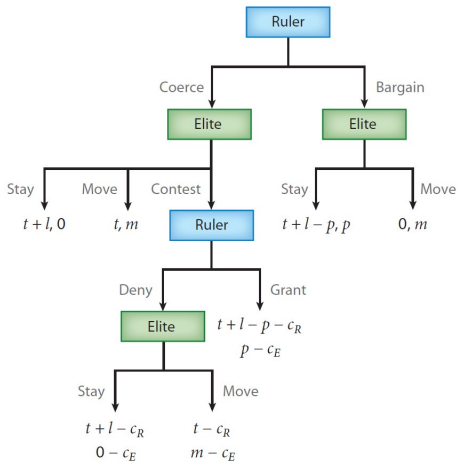 Ruler
Coerce
Bargain
Elite
Elite
Stay
Move
Contest
Stay
Move
t + l, 0
t, m
Ruler
t + l – p, p
0, m
Deny
Grant
Elite
t + l – p – c_R
p – c_E
Stay
Move
t + l – c_R
t – c_R
0 – c_E
m – c_E